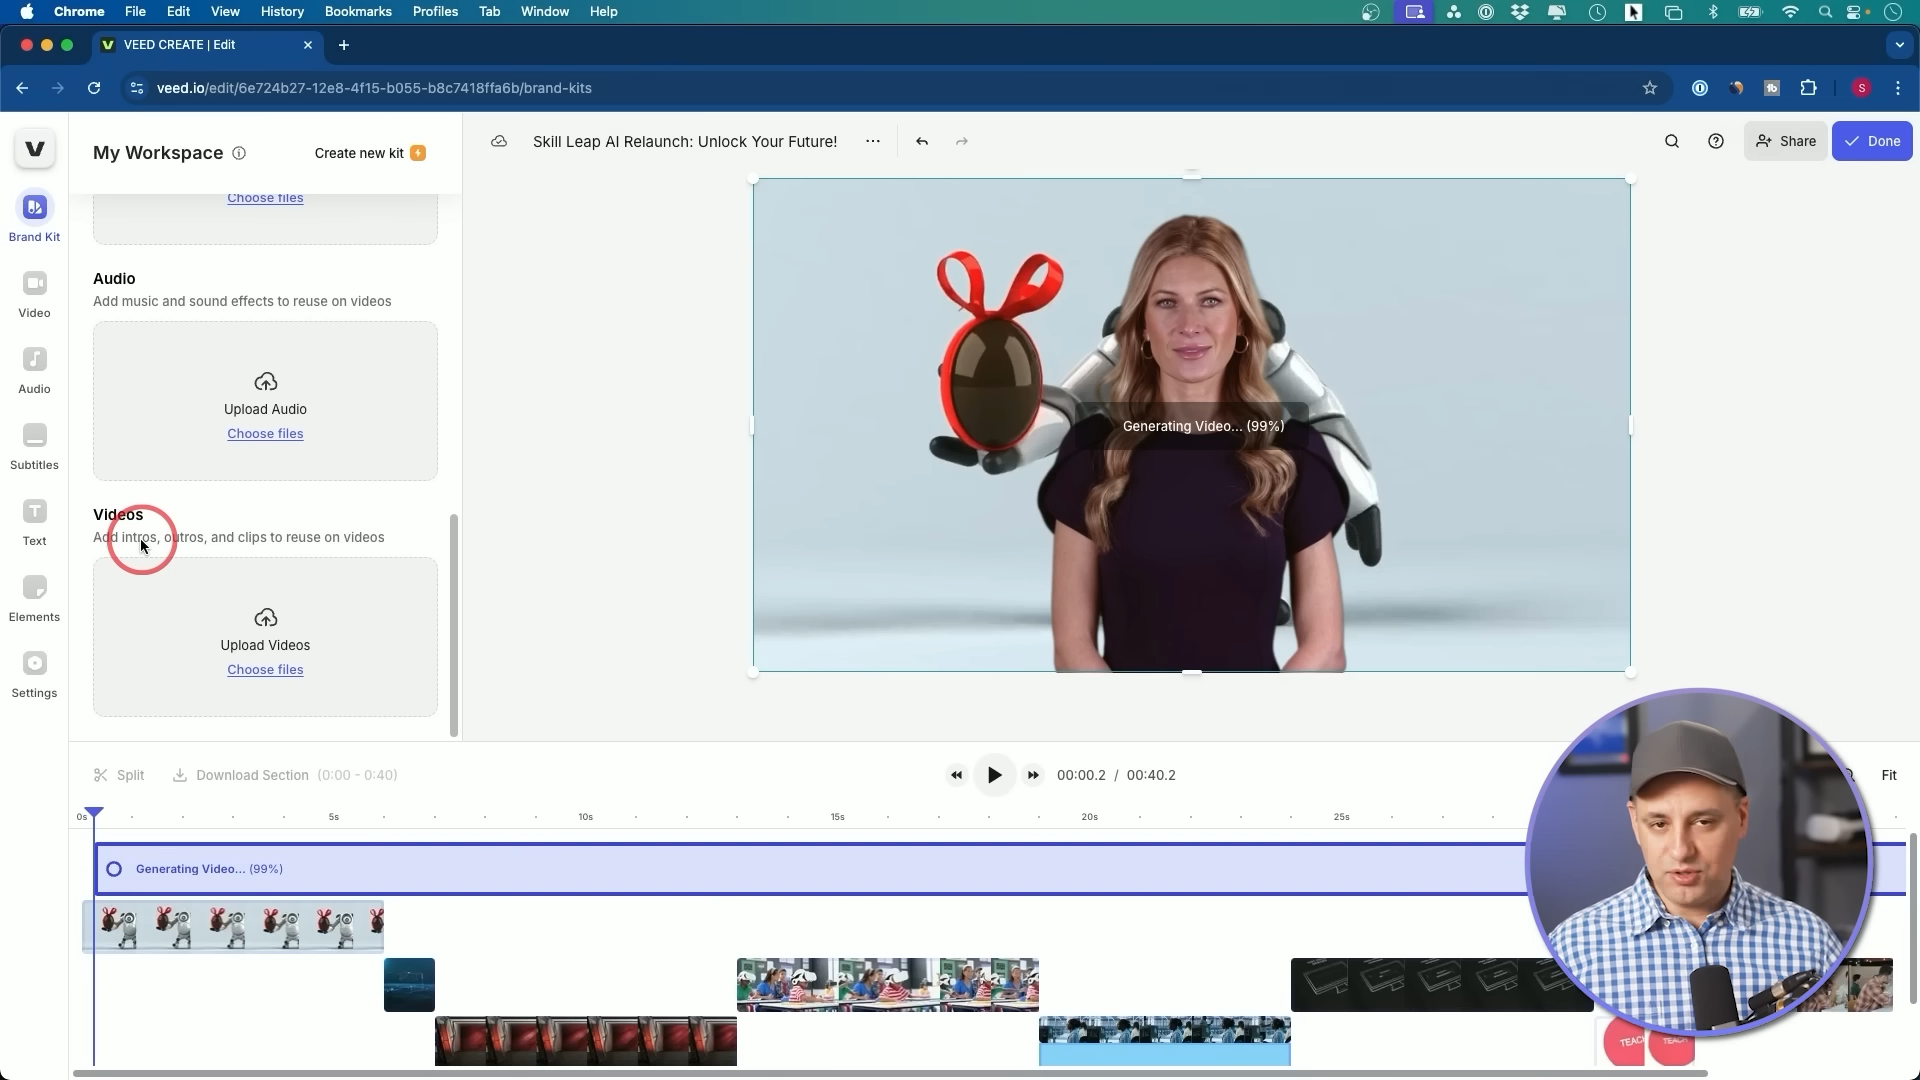 Chrome File Edit View History Bookmarks Profiles Tab Window Help
VEED CREATE | Edit
veed.io/edit/6e724b27-12e8-4f15-b055-b8c7418ffa6b/brand-kits
S
My Workspace
Create new kit
Skill Leap AI Relaunch: Unlock Your Future!
Share
Done
Brand Kit
Video
Audio
Subtitles
Text
Elements
Settings
Choose files
Audio
Add music and sound effects to reuse on videos
Upload Audio
Choose files
Videos
Add intros, outros, and clips to reuse on videos
Upload Videos
Choose files
Generating Video... (99%)
Split
Download Section (0:00 - 0:40)
00:00.2 / 00:40.2
Fit
0s 5s 10s 15s 20s 25s
Generating Video... (99%)
TEACH TEACH